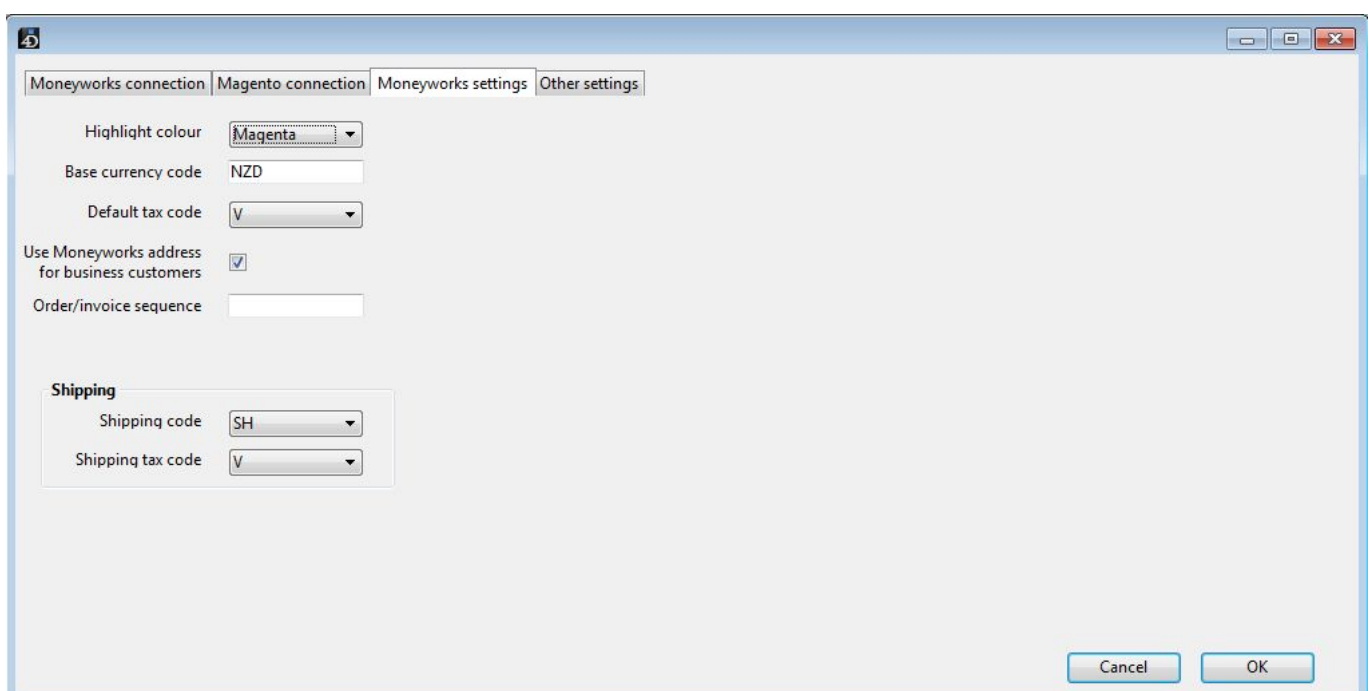 4D
Moneyworks connection Magento connection Moneyworks settings Other settings
Highlight colour Magenta
Base currency code NZD
Default tax code V
Use Moneyworks address
for business customers
Order/invoice sequence
Shipping
Shipping code SH
Shipping tax code V
Cancel OK